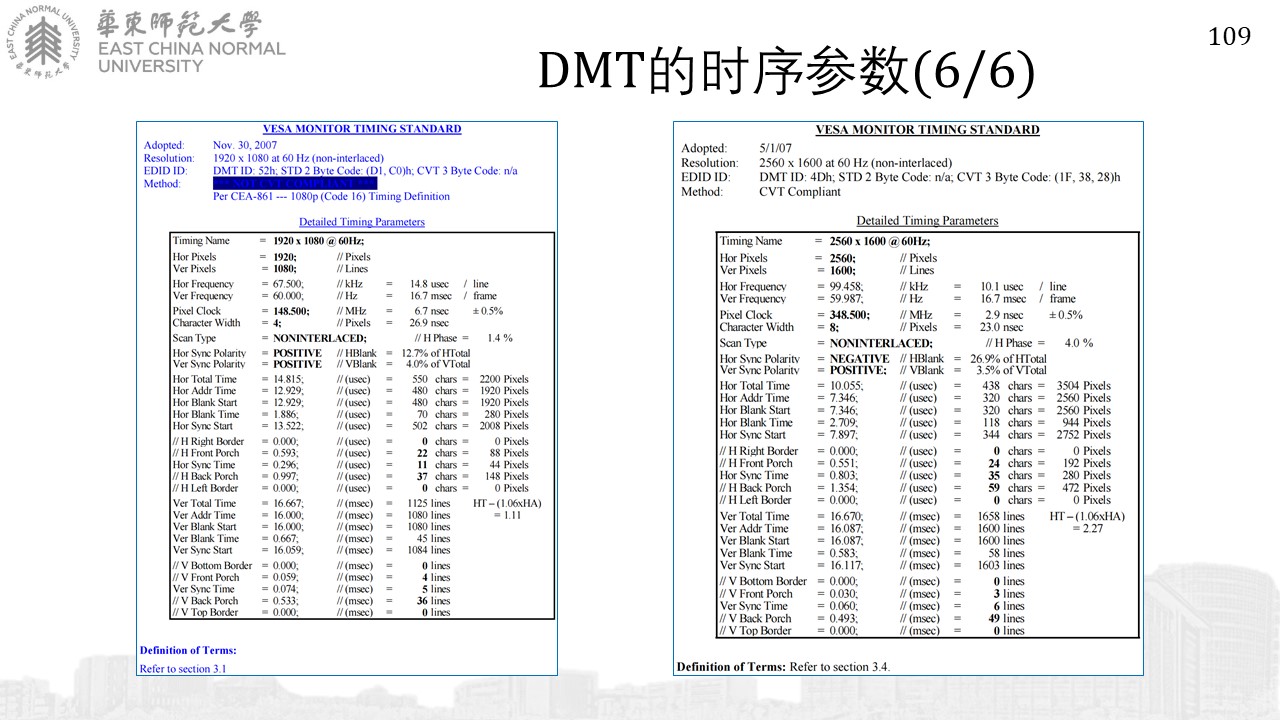 EAST CHINA NORMAL UNIVERSITY
華東師範大學
華東師範大學
EAST CHINA NORMAL
UNIVERSITY
109
DMT的时序参数(6/6)
VESA MONITOR TIMING STANDARD
Adopted: Nov. 30, 2007
Resolution: 1920 x 1080 at 60 Hz (non-interlaced)
EDID ID: DMT ID: 52h; STD 2 Byte Code: (D1, C0)h; CVT 3 Byte Code: n/a
Method:
Per CEA-861 --- 1080p (Code 16) Timing Definition
Detailed Timing Parameters
Timing Name = 1920 x 1080 @ 60Hz;
Hor Pixels = 1920; // Pixels
Ver Pixels = 1080; // Lines
Hor Frequency = 67.500; // kHz = 14.8 usec / line
Ver Frequency = 60.000; // Hz = 16.7 msec / frame
Pixel Clock = 148.500; // MHz = 6.7 nsec ± 0.5%
Character Width = 4; // Pixels = 26.9 nsec
Scan Type = NONINTERLACED; // H Phase = 1.4 %
Hor Sync Polarity = POSITIVE // HBlank = 12.7% of HTotal
Ver Sync Polarity = POSITIVE // VBlank = 4.0% of VTotal
Hor Total Time = 14.815; // (usec) = 550 chars = 2200 Pixels
Hor Addr Time = 12.929; // (usec) = 480 chars = 1920 Pixels
Hor Blank Start = 12.929; // (usec) = 480 chars = 1920 Pixels
Hor Blank Time = 1.886; // (usec) = 70 chars = 280 Pixels
Hor Sync Start = 13.522; // (usec) = 502 chars = 2008 Pixels
// H Right Border = 0.000; // (usec) = 0 chars = 0 Pixels
// H Front Porch = 0.593; // (usec) = 22 chars = 88 Pixels
Hor Sync Time = 0.296; // (usec) = 11 chars = 44 Pixels
// H Back Porch = 0.997; // (usec) = 37 chars = 148 Pixels
// H Left Border = 0.000; // (usec) = 0 chars = 0 Pixels
Ver Total Time = 16.667; // (msec) = 1125 lines HT – (1.06xHA)
Ver Addr Time = 16.000; // (msec) = 1080 lines = 1.11
Ver Blank Start = 16.000; // (msec) = 1080 lines
Ver Blank Time = 0.667; // (msec) = 45 lines
Ver Sync Start = 16.059; // (msec) = 1084 lines
// V Bottom Border = 0.000; // (msec) = 0 lines
// V Front Porch = 0.059; // (msec) = 4 lines
Ver Sync Time = 0.074; // (msec) = 5 lines
// V Back Porch = 0.533; // (msec) = 36 lines
// V Top Border = 0.000; // (msec) = 0 lines
Definition of Terms:
Refer to section 3.1
VESA MONITOR TIMING STANDARD
Adopted: 5/1/07
Resolution: 2560 x 1600 at 60 Hz (non-interlaced)
EDID ID: DMT ID: 4Dh; STD 2 Byte Code: n/a; CVT 3 Byte Code: (1F, 38, 28)h
Method: CVT Compliant
Detailed Timing Parameters
Timing Name = 2560 x 1600 @ 60Hz;
Hor Pixels = 2560; // Pixels
Ver Pixels = 1600; // Lines
Hor Frequency = 99.458; // kHz = 10.1 usec / line
Ver Frequency = 59.987; // Hz = 16.7 msec / frame
Pixel Clock = 348.500; // MHz = 2.9 nsec ± 0.5%
Character Width = 8; // Pixels = 23.0 nsec
Scan Type = NONINTERLACED; // H Phase = 4.0 %
Hor Sync Polarity = NEGATIVE // HBlank = 26.9% of HTotal
Ver Sync Polarity = POSITIVE; // VBlank = 3.5% of VTotal
Hor Total Time = 10.055; // (usec) = 438 chars = 3504 Pixels
Hor Addr Time = 7.346; // (usec) = 320 chars = 2560 Pixels
Hor Blank Start = 7.346; // (usec) = 320 chars = 2560 Pixels
Hor Blank Time = 2.709; // (usec) = 118 chars = 944 Pixels
Hor Sync Start = 7.897; // (usec) = 344 chars = 2752 Pixels
// H Right Border = 0.000; // (usec) = 0 chars = 0 Pixels
// H Front Porch = 0.551; // (usec) = 24 chars = 192 Pixels
Hor Sync Time = 0.803; // (usec) = 35 chars = 280 Pixels
// H Back Porch = 1.354; // (usec) = 59 chars = 472 Pixels
// H Left Border = 0.000; // (usec) = 0 chars = 0 Pixels
Ver Total Time = 16.670; // (msec) = 1658 lines HT – (1.06xHA)
Ver Addr Time = 16.087; // (msec) = 1600 lines = 2.27
Ver Blank Start = 16.087; // (msec) = 1600 lines
Ver Blank Time = 0.583; // (msec) = 58 lines
Ver Sync Start = 16.117; // (msec) = 1603 lines
// V Bottom Border = 0.000; // (msec) = 0 lines
// V Front Porch = 0.030; // (msec) = 3 lines
Ver Sync Time = 0.060; // (msec) = 6 lines
// V Back Porch = 0.493; // (msec) = 49 lines
// V Top Border = 0.000; // (msec) = 0 lines
Definition of Terms: Refer to section 3.4.